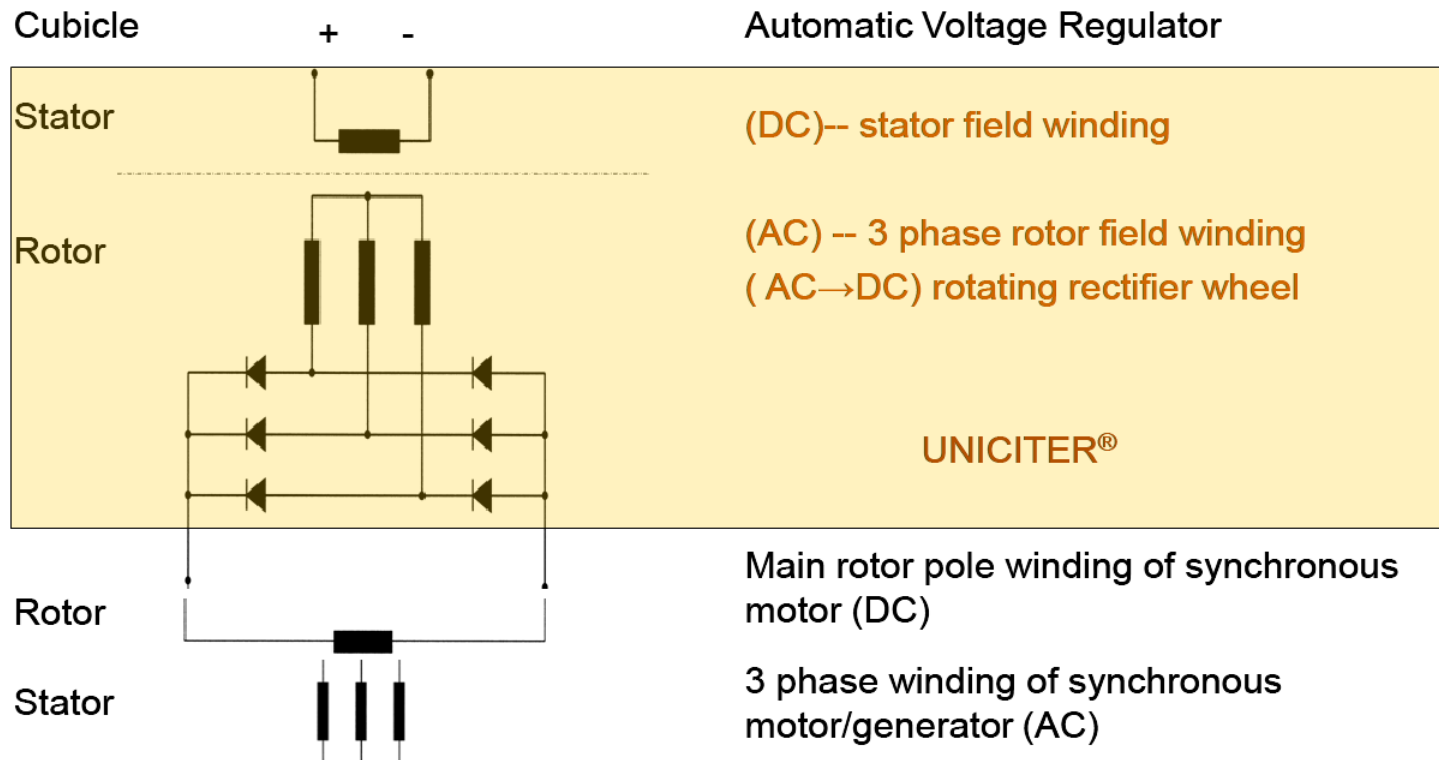 Cubicle + - Automatic Voltage Regulator
Stator (DC)-- stator field winding
Rotor (AC) -- 3 phase rotor field winding
( AC→DC) rotating rectifier wheel
UNICITER®
Main rotor pole winding of synchronous
Rotor motor (DC)
Stator 3 phase winding of synchronous
motor/generator (AC)